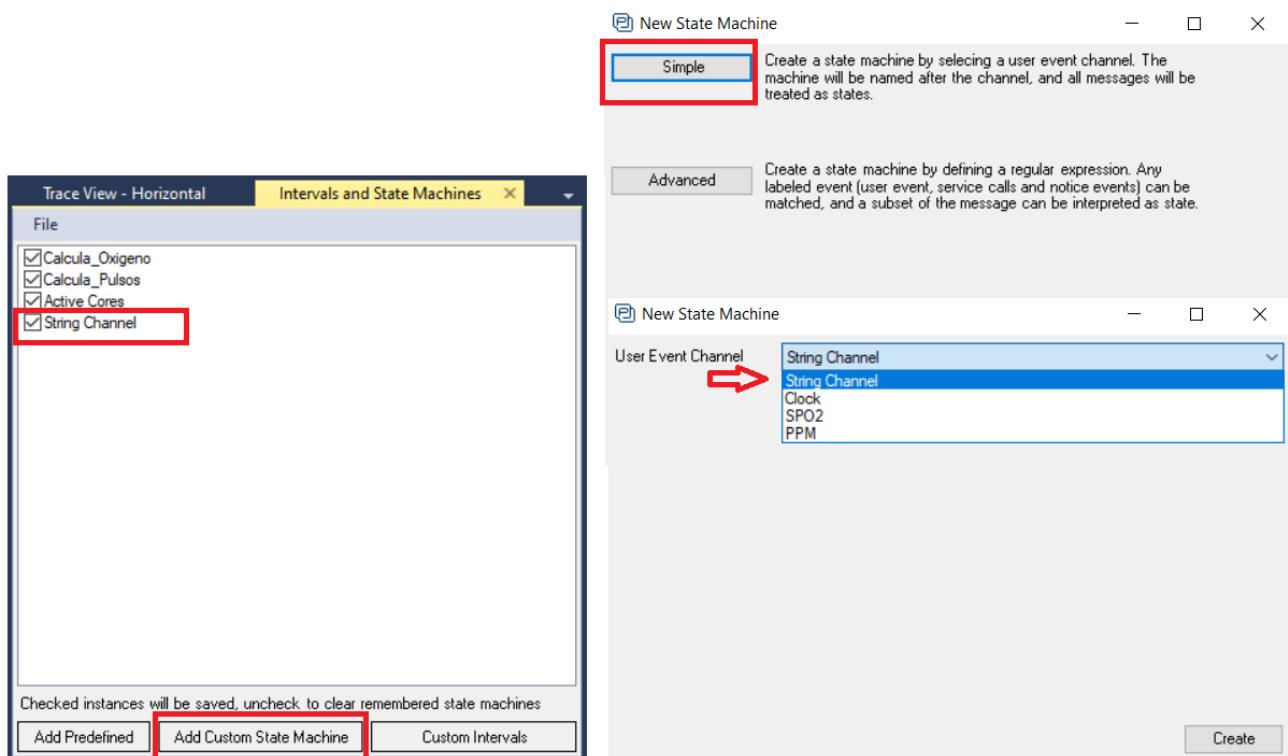 New State Machine
Simple
Create a state machine by selecing a user event channel. The
machine will be named after the channel, and all messages will be
treated as states.
Advanced
Create a state machine by defining a regular expression. Any
labeled event (user event, service calls and notice events) can be
matched, and a subset of the message can be interpreted as state.
Trace View - Horizontal
Intervals and State Machines
File
Calcula_Oxigeno
Calcula_Pulsos
Active Cores
String Channel
Checked instances will be saved, uncheck to clear remembered state machines
Add Predefined
Add Custom State Machine
Custom Intervals
New State Machine
User Event Channel
String Channel
String Channel
Clock
SPO2
PPM
Create